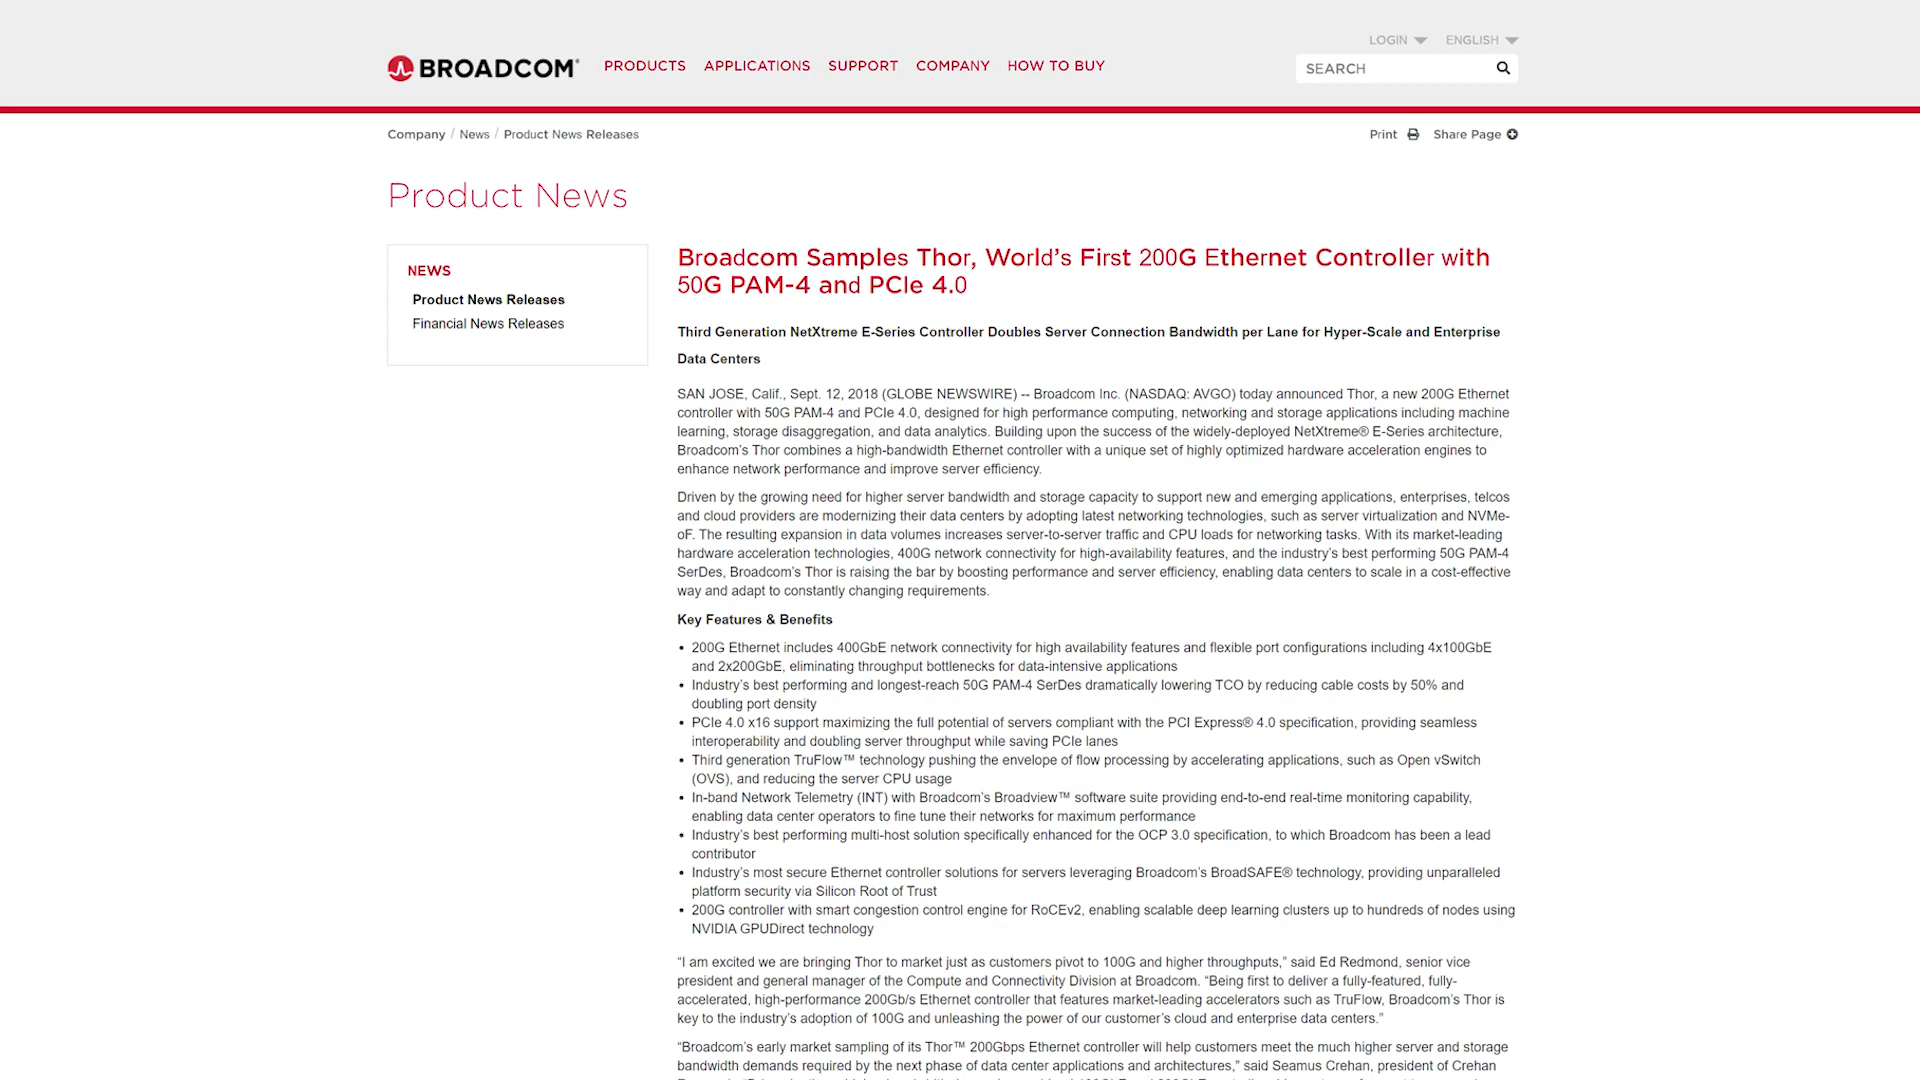 LOGIN ENGLISH
BROADCOM® PRODUCTS APPLICATIONS SUPPORT COMPANY HOW TO BUY SEARCH
Company / News / Product News Releases Print Share Page
Product News
NEWS
Product News Releases
Financial News Releases
Broadcom Samples Thor, World’s First 200G Ethernet Controller with
50G PAM-4 and PCIe 4.0
Third Generation NetXtreme E-Series Controller Doubles Server Connection Bandwidth per Lane for Hyper-Scale and Enterprise
Data Centers
SAN JOSE, Calif., Sept. 12, 2018 (GLOBE NEWSWIRE) -- Broadcom Inc. (NASDAQ: AVGO) today announced Thor, a new 200G Ethernet
controller with 50G PAM-4 and PCIe 4.0, designed for high performance computing, networking and storage applications including machine
learning, storage disaggregation, and data analytics. Building upon the success of the widely-deployed NetXtreme® E-Series architecture,
Broadcom’s Thor combines a high-bandwidth Ethernet controller with a unique set of highly optimized hardware acceleration engines to
enhance network performance and improve server efficiency.
Driven by the growing need for higher server bandwidth and storage capacity to support new and emerging applications, enterprises, telcos
and cloud providers are modernizing their data centers by adopting latest networking technologies, such as server virtualization and NVMe-
oF. The resulting expansion in data volumes increases server-to-server traffic and CPU loads for networking tasks. With its market-leading
hardware acceleration technologies, 400G network connectivity for high-availability features, and the industry’s best performing 50G PAM-4
SerDes, Broadcom’s Thor is raising the bar by boosting performance and server efficiency, enabling data centers to scale in a cost-effective
way and adapt to constantly changing requirements.
Key Features & Benefits
• 200G Ethernet includes 400GbE network connectivity for high availability features and flexible port configurations including 4x100GbE
and 2x200GbE, eliminating throughput bottlenecks for data-intensive applications
• Industry’s best performing and longest-reach 50G PAM-4 SerDes dramatically lowering TCO by reducing cable costs by 50% and
doubling port density
• PCIe 4.0 x16 support maximizing the full potential of servers compliant with the PCI Express® 4.0 specification, providing seamless
interoperability and doubling server throughput while saving PCIe lanes
• Third generation TruFlow™ technology pushing the envelope of flow processing by accelerating applications, such as Open vSwitch
(OVS), and reducing the server CPU usage
• In-band Network Telemetry (INT) with Broadcom’s Broadview™ software suite providing end-to-end real-time monitoring capability,
enabling data center operators to fine tune their networks for maximum performance
• Industry’s best performing multi-host solution specifically enhanced for the OCP 3.0 specification, to which Broadcom has been a lead
contributor
• Industry’s most secure Ethernet controller solutions for servers leveraging Broadcom’s BroadSAFE® technology, providing unparalleled
platform security via Silicon Root of Trust
• 200G controller with smart congestion control engine for RoCEv2, enabling scalable deep learning clusters up to hundreds of nodes using
NVIDIA GPUDirect technology
“I am excited we are bringing Thor to market just as customers pivot to 100G and higher throughputs,” said Ed Redmond, senior vice
president and general manager of the Compute and Connectivity Division at Broadcom. “Being first to deliver a fully-featured, fully-
accelerated, high-performance 200Gb/s Ethernet controller that features market-leading accelerators such as TruFlow, Broadcom’s Thor is
key to the industry’s adoption of 100G and unleashing the power of our customer’s cloud and enterprise data centers.”
“Broadcom’s early market sampling of its Thor™ 200Gbps Ethernet controller will help customers meet the much higher server and storage
bandwidth demands required by the next phase of data center applications and architectures,” said Seamus Crehan, president of Crehan